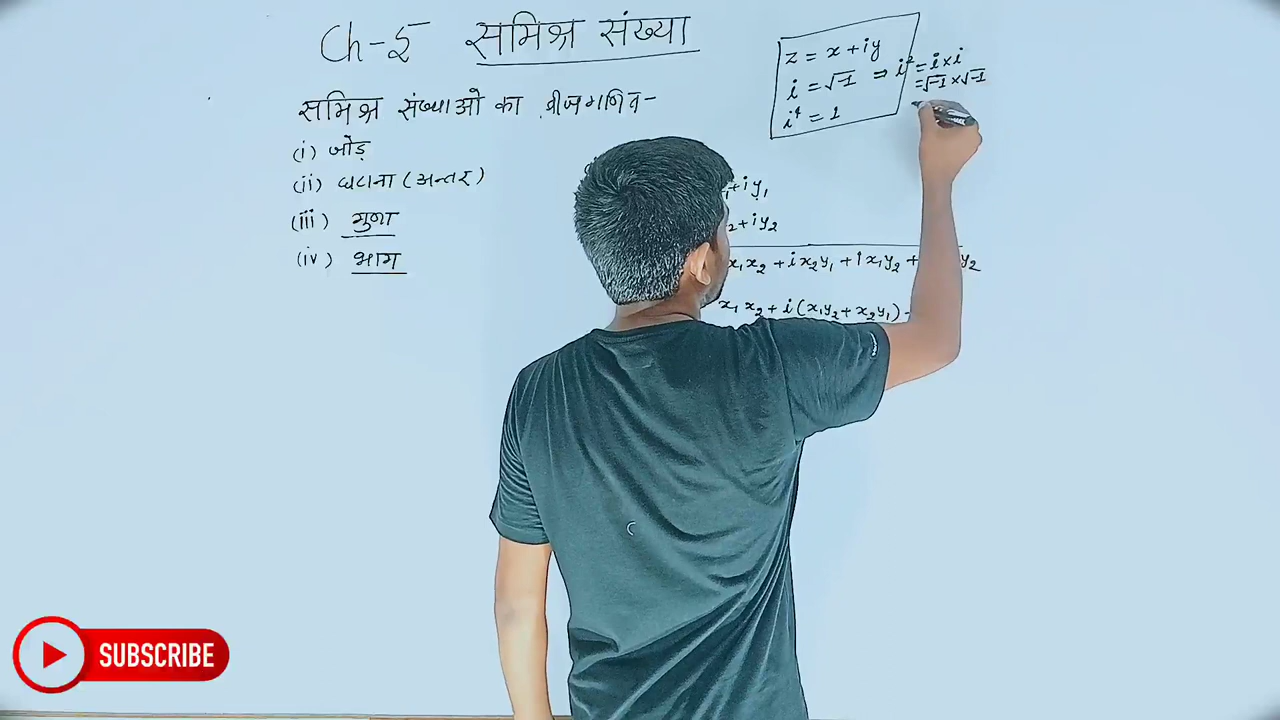 Ch-5 समिश्र संख्या
समिश्र संख्याओ का बीजगणित-
(i) जोड़
(ii) घटाना (अन्तर)
(iii) गुणा
(iv) भाग
z = x+iy
i = √-1 ⇒ i² = i×i
= √-1 × √-1
i⁴ = 1
+iy₁
₂+iy₂
x₁x₂ + ix₂y₁ + ix₁y₂ + y₂
x₁x₂ + i(x₁y₂ + x₂y₁) -
SUBSCRIBE